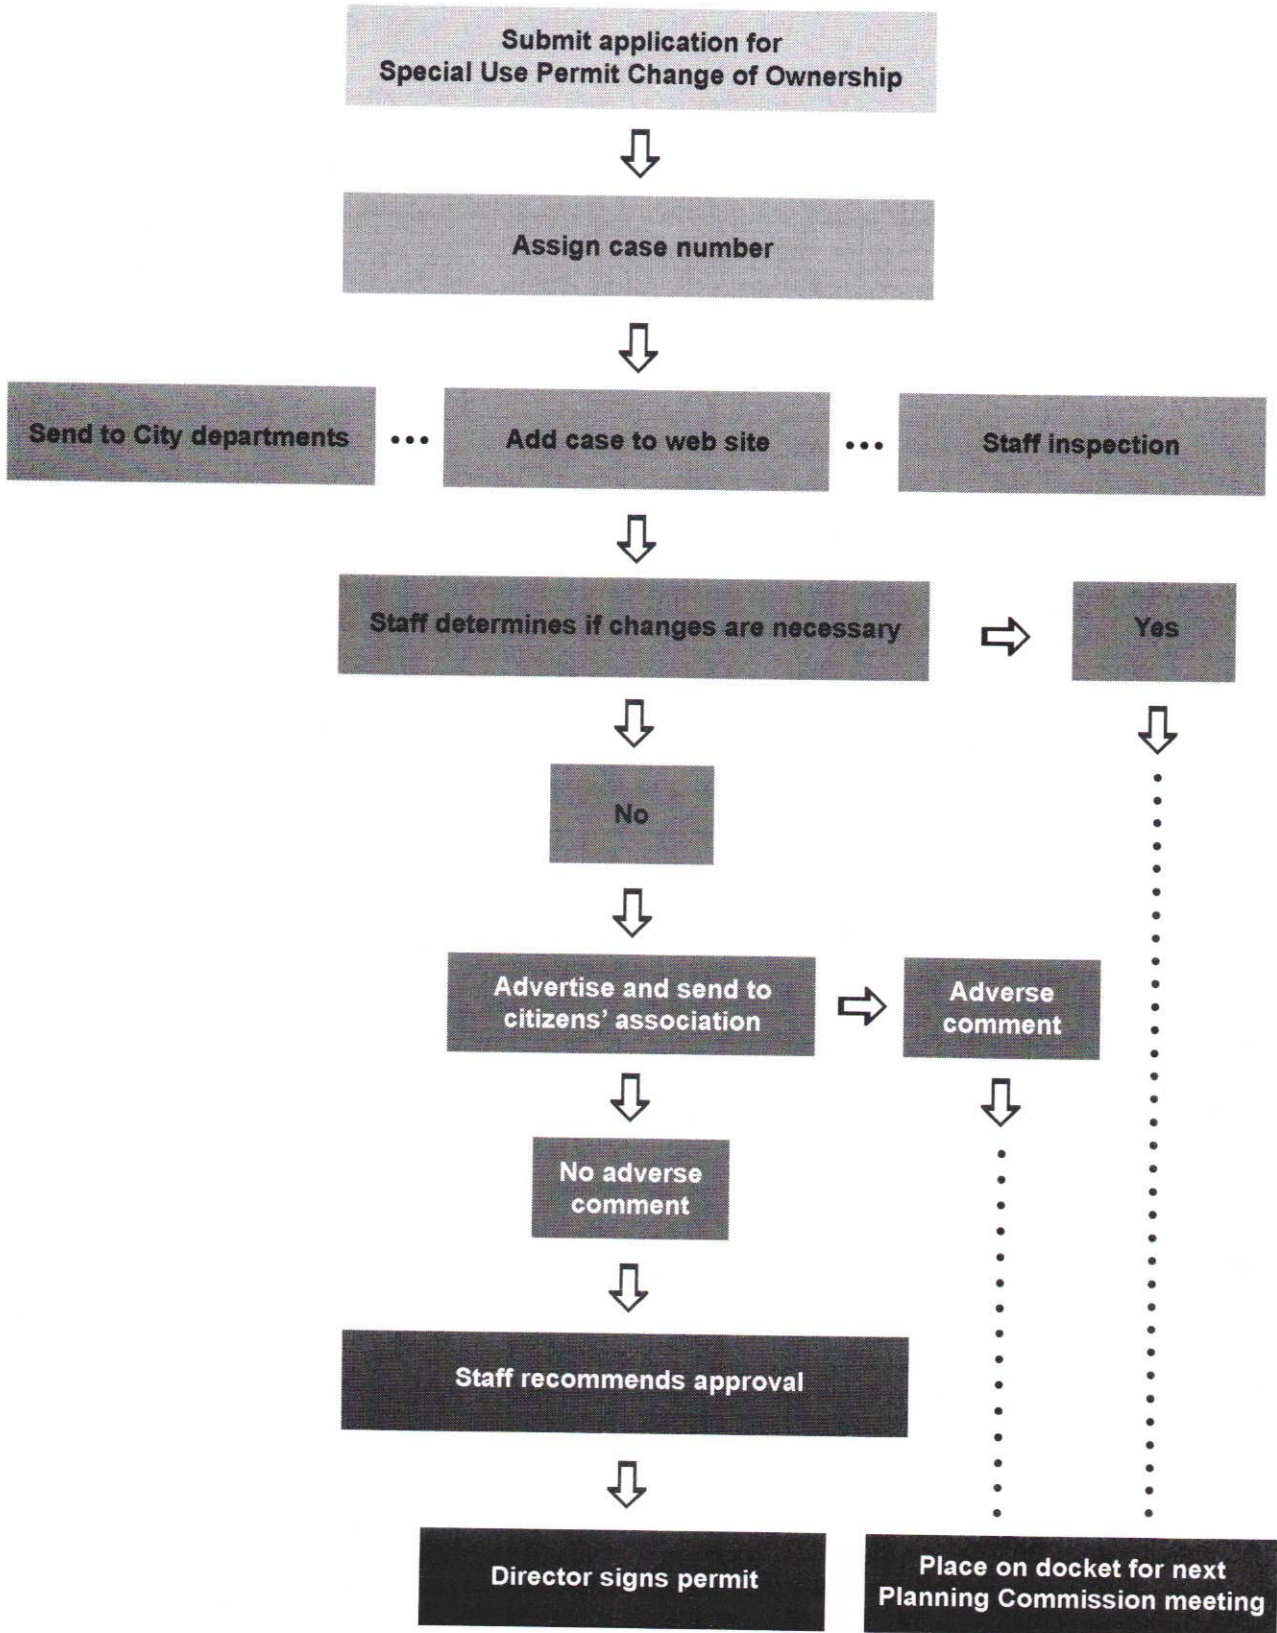 Submit application for
Special Use Permit Change of Ownership
Assign case number
Send to City departments
Add case to web site
Staff inspection
Staff determines if changes are necessary
Yes
No
Advertise and send to
citizens’ association
Adverse
comment
No adverse
comment
Staff recommends approval
Director signs permit
Place on docket for next
Planning Commission meeting